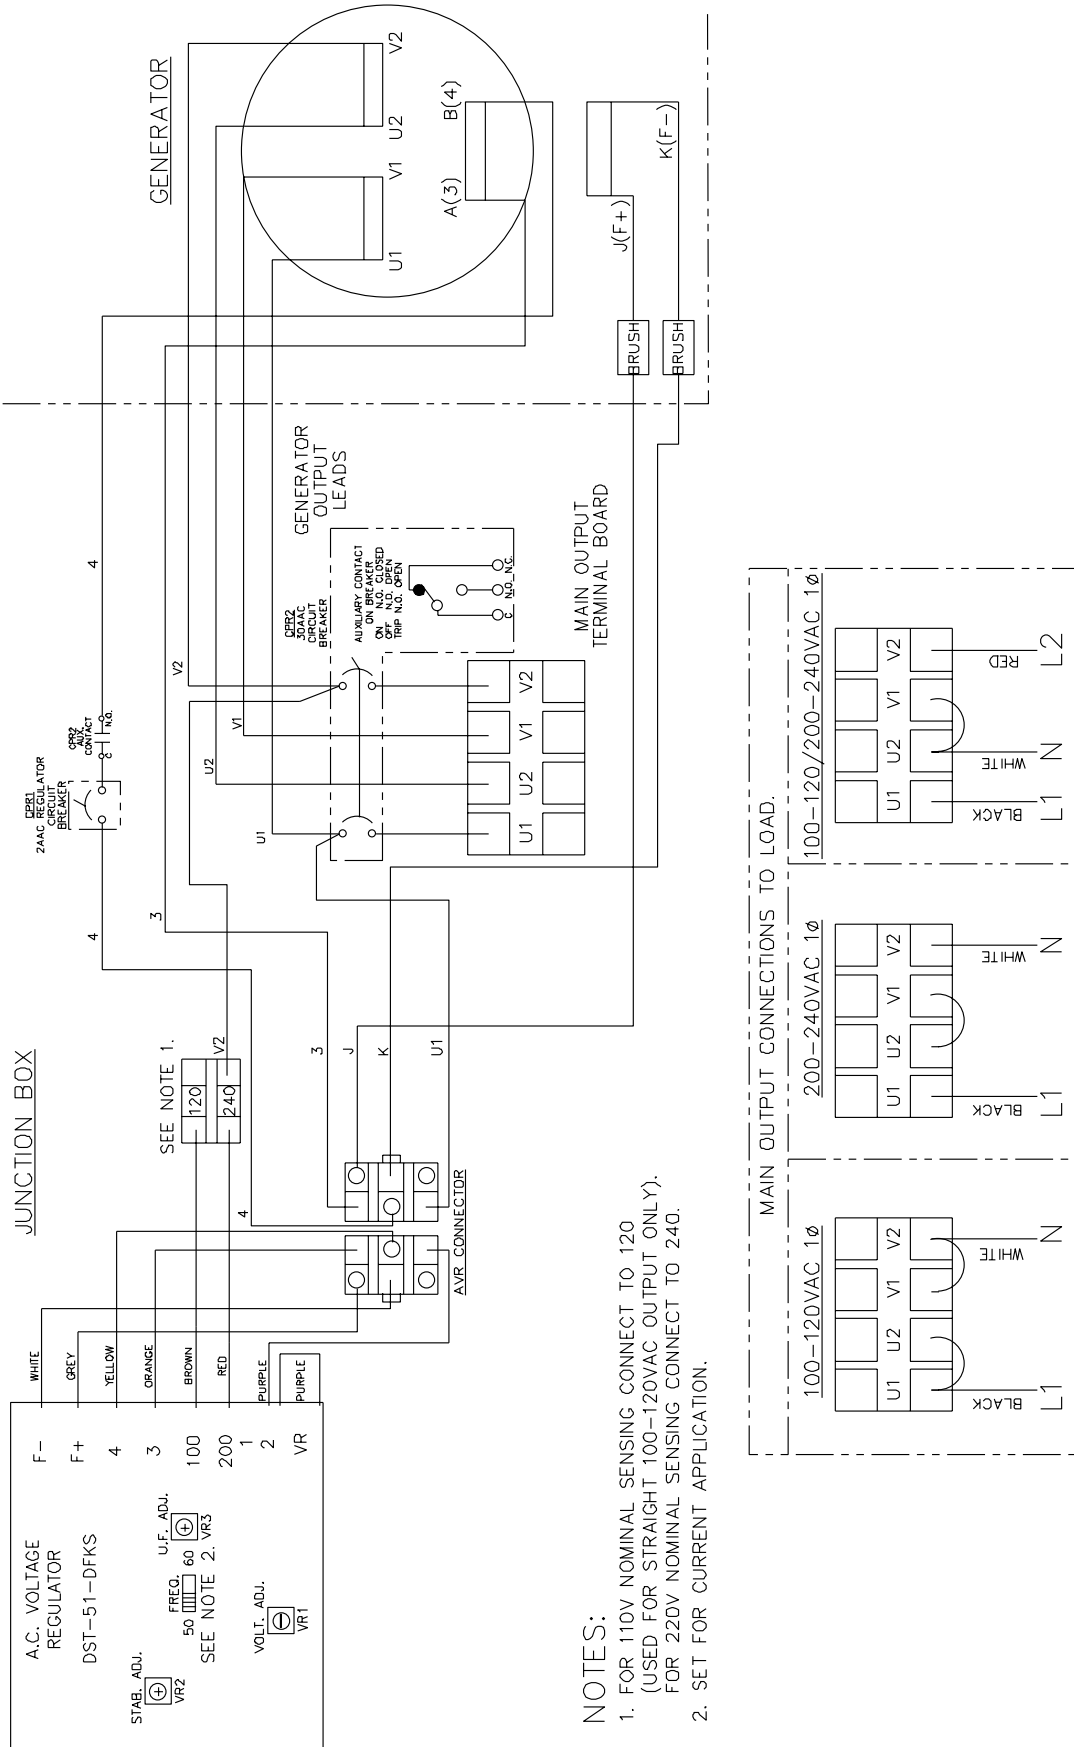 JUNCTION BOX
GENERATOR
A.C. VOLTAGE
REGULATOR
DST-51-DFKS
STAB. ADJ.
VR2
FREQ.
50
60
SEE NOTE 2.
U.F. ADJ.
VR3
VOLT. ADJ.
VR1
F-
F+
4
3
100
200
1
2
VR
WHITE
GREY
YELLOW
ORANGE
BROWN
RED
PURPLE
PURPLE
SEE NOTE 1.
120
240
V2
4
AVR CONNECTOR
3
J
K
U1
4
3
CPR1
2AAC REGULATOR
CIRCUIT
BREAKER
CPR2
AUX.
CONTACT
C
N.O.
4
V2
U2
V1
U1
CPR2
30AAC
CIRCUIT
BREAKER
GENERATOR
OUTPUT
LEADS
AUXILIARY CONTACT
ON BREAKER
ON N.O. CLOSED
OFF N.O. OPEN
TRIP N.O. OPEN
C
N.O.
N.C.
MAIN OUTPUT
TERMINAL BOARD
U1
U2
V1
V2
U1
V1
U2
V2
A(3)
B(4)
J(F+)
K(F-)
BRUSH
BRUSH
NOTES:
1. FOR 110V NOMINAL SENSING CONNECT TO 120
(USED FOR STRAIGHT 100-120VAC OUTPUT ONLY).
FOR 220V NOMINAL SENSING CONNECT TO 240.
2. SET FOR CURRENT APPLICATION.
MAIN OUTPUT CONNECTIONS TO LOAD.
100-120VAC 1Ø
U1
U2
V1
V2
BLACK
WHITE
L1
N
200-240VAC 1Ø
U1
U2
V1
V2
BLACK
WHITE
L1
N
100-120/200-240VAC 1Ø
U1
U2
V1
V2
BLACK
WHITE
RED
L1
N
L2